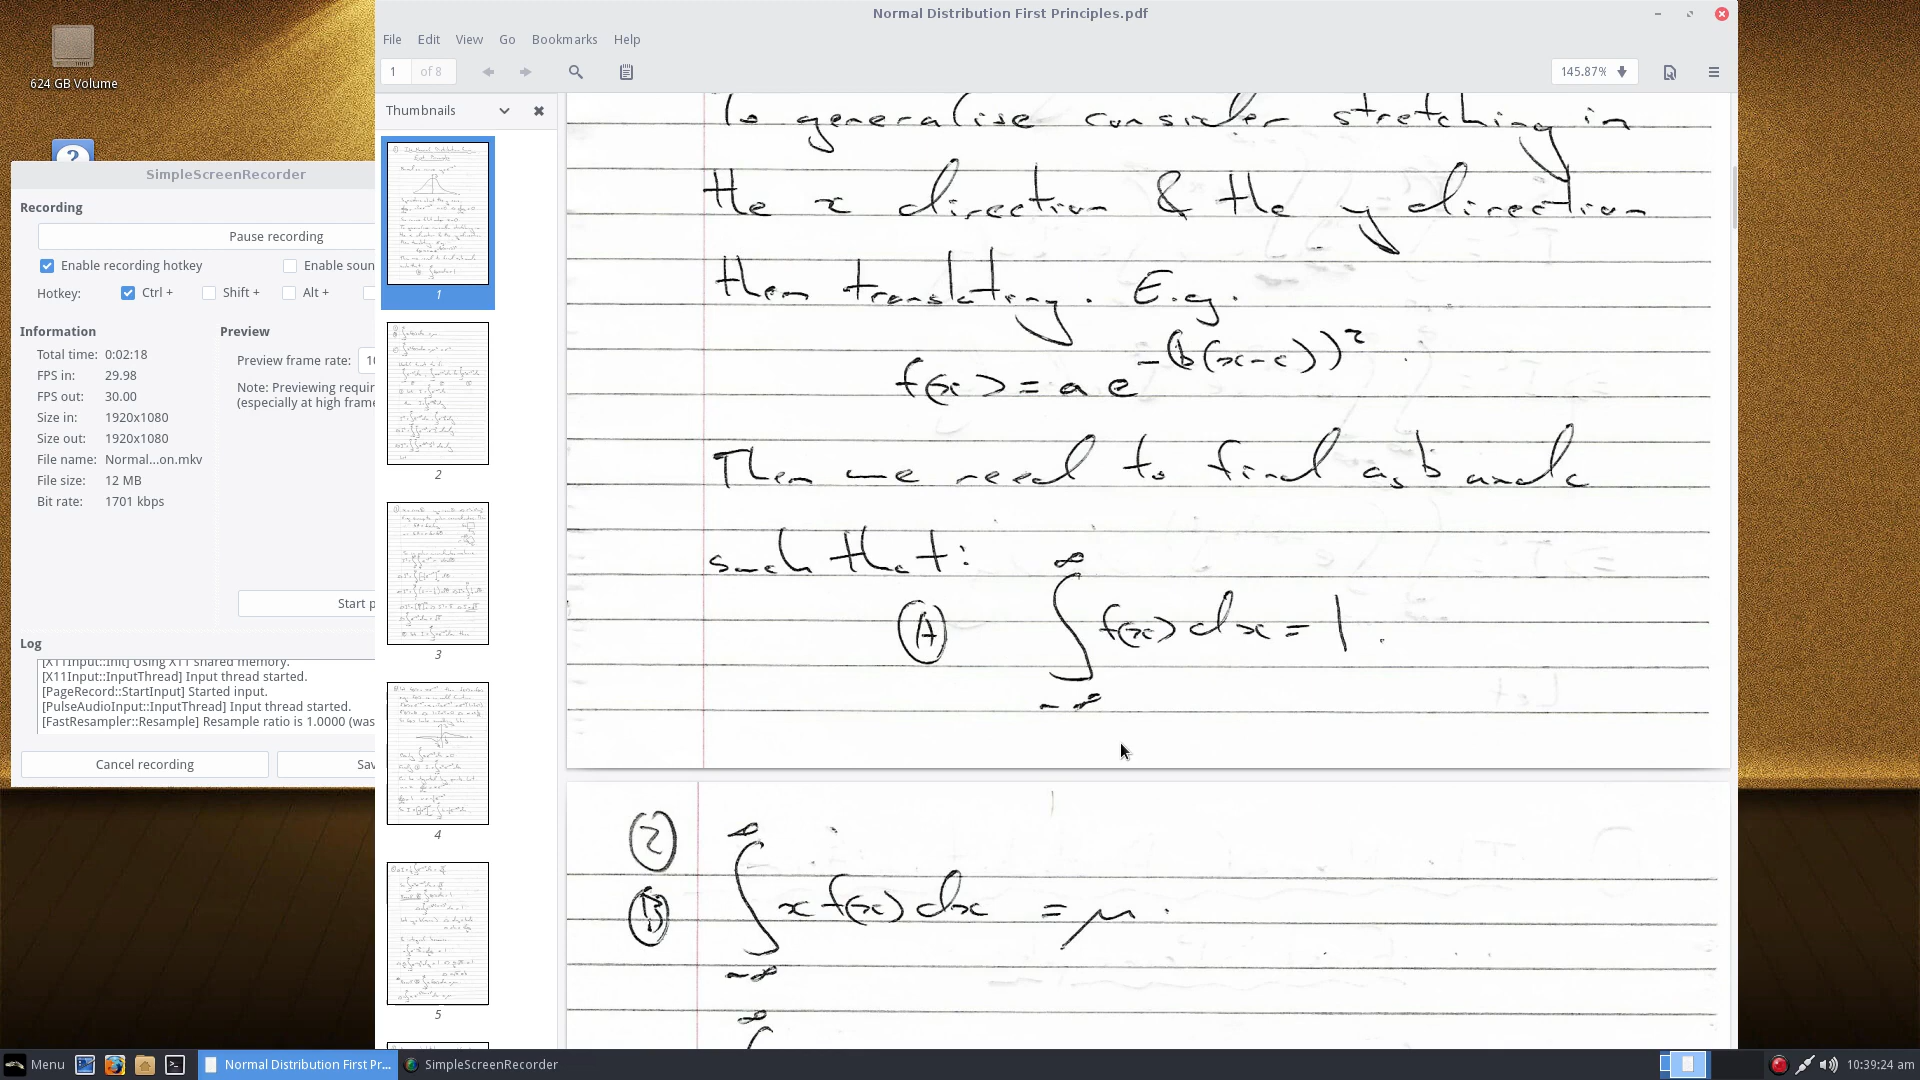 Normal Distribution First Principles.pdf
File Edit View Go Bookmarks Help
1 of 8
145.87%
Thumbnails
1
2
3
4
5
624 GB Volume
SimpleScreenRecorder
Recording
Pause recording
Enable recording hotkey Enable soun
Hotkey: Ctrl + Shift + Alt +
Information
Total time: 0:02:18
FPS in: 29.98
FPS out: 30.00
Size in: 1920x1080
Size out: 1920x1080
File name: Normal...on.mkv
File size: 12 MB
Bit rate: 1701 kbps
Preview
Preview frame rate: 10
Note: Previewing requir
(especially at high frame
Start p
Log
[X11Input::Init] Using X11 shared memory.
[X11Input::InputThread] Input thread started.
[PageRecord::StartInput] Started input.
[PulseAudioInput::InputThread] Input thread started.
[FastResampler::Resample] Resample ratio is 1.0000 (was
Cancel recording Sav
To generalise consider stretching in
the x direction & the y direction
then translating. E.g.
f(x) = a e^{-(b(x-c))^2}
Then we need to find a, b and c
such that:
Ⓐ ∫_{-∞}^{∞} f(x) dx = 1.
②
Ⓑ ∫_{-∞}^{∞} x f(x) dx = μ.
∞
∫
Menu Normal Distribution First Pr... SimpleScreenRecorder 10:39:24 am